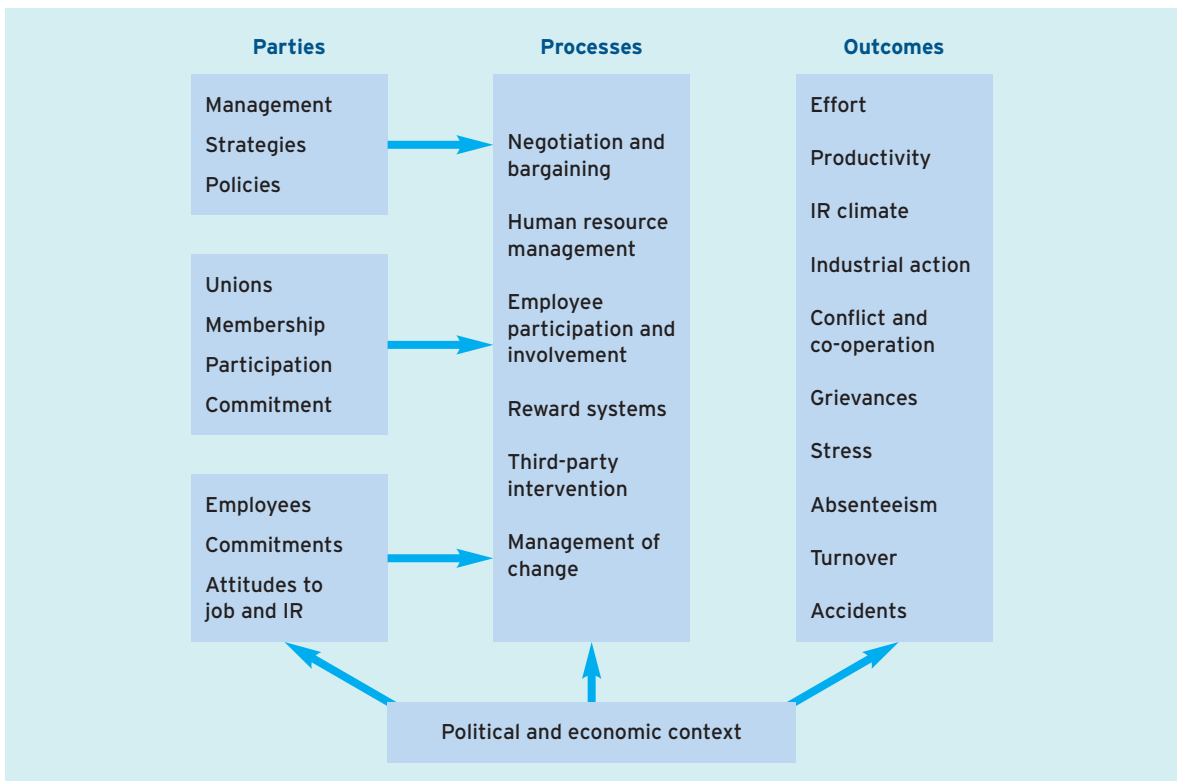 Parties
Management
Strategies
Policies
Unions
Membership
Participation
Commitment
Employees
Commitments
Attitudes to
job and IR
Processes
Negotiation and
bargaining
Human resource
management
Employee
participation and
involvement
Reward systems
Third-party
intervention
Management of
change
Outcomes
Effort
Productivity
IR climate
Industrial action
Conflict and
co-operation
Grievances
Stress
Absenteeism
Turnover
Accidents
Political and economic context